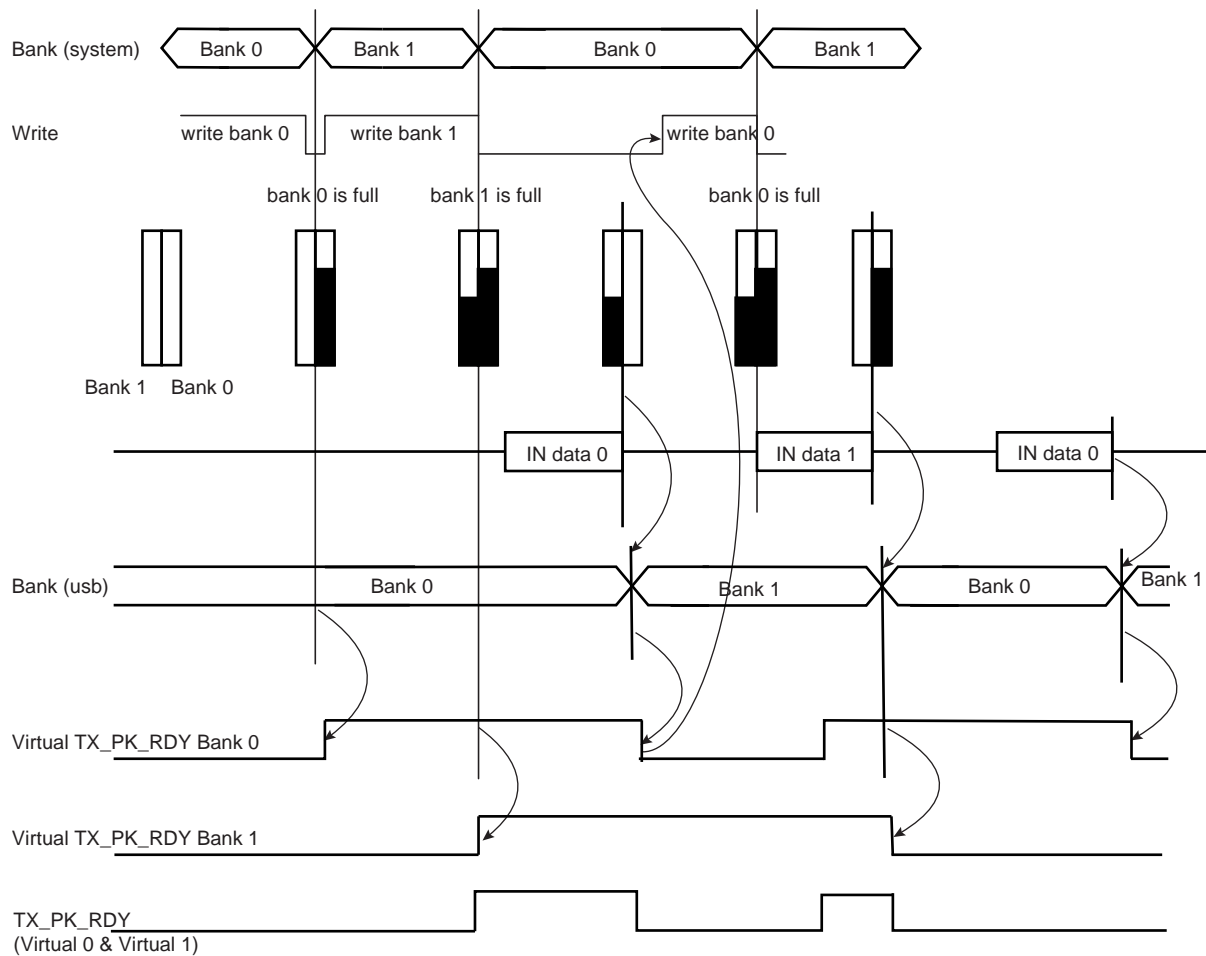 Bank (system)
Bank 0
Bank 1
Bank 0
Bank 1
Write
write bank 0
write bank 1
write bank 0
bank 0 is full
bank 1 is full
bank 0 is full
Bank 1
Bank 0
IN data 0
IN data 1
IN data 0
Bank (usb)
Bank 0
Bank 1
Bank 0
Bank 1
Virtual TX_PK_RDY Bank 0
Virtual TX_PK_RDY Bank 1
TX_PK_RDY
(Virtual 0 & Virtual 1)